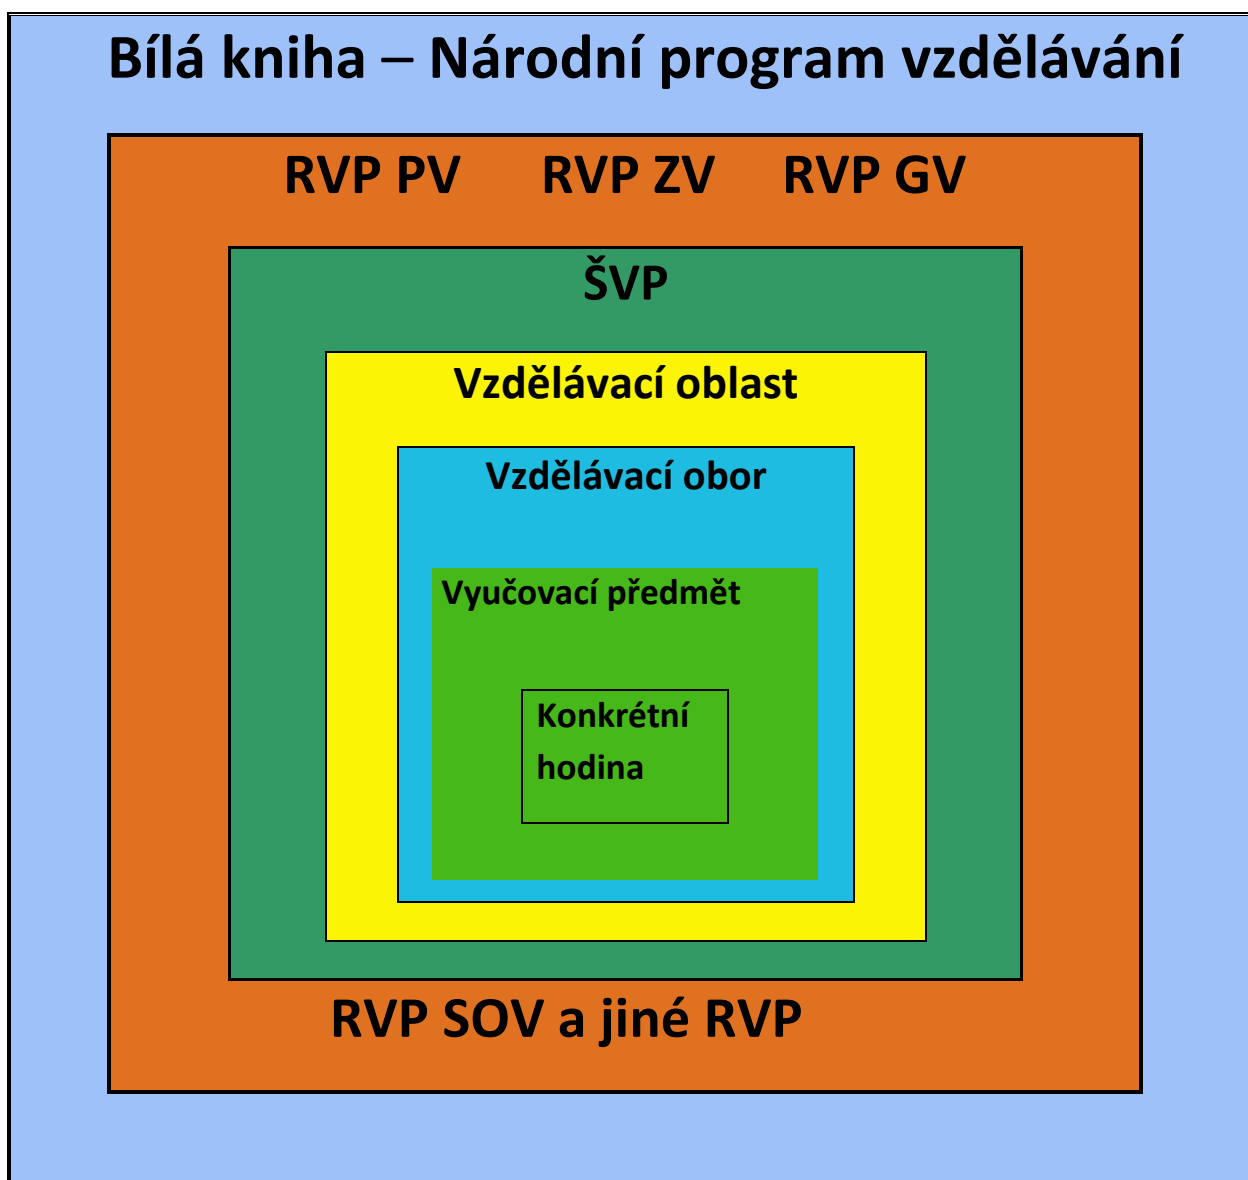 Bílá kniha – Národní program vzdělávání
RVP PV RVP ZV RVP GV
ŠVP
Vzdělávací oblast
Vzdělávací obor
Vyučovací předmět
Konkrétní
hodina
RVP SOV a jiné RVP